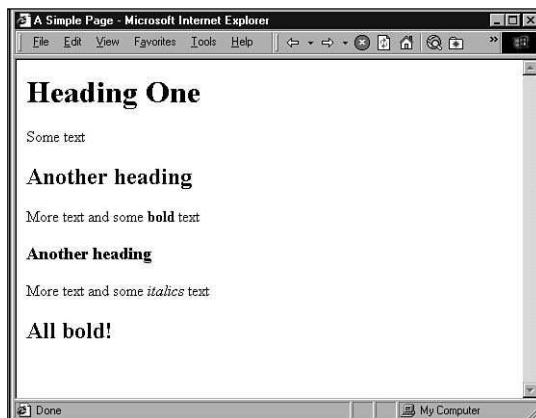 A Simple Page - Microsoft Internet Explorer
File Edit View Favorites Tools Help »
Heading One
Some text
Another heading
More text and some bold text
Another heading
More text and some italics text
All bold!
Done My Computer